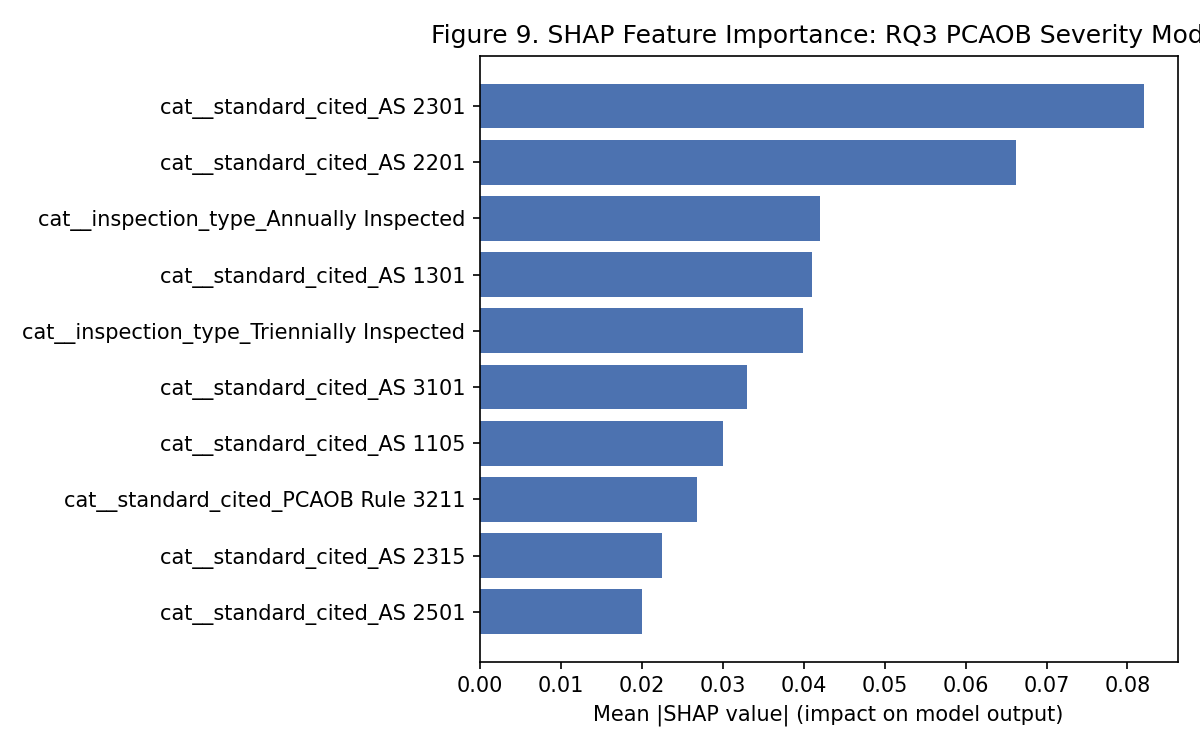 Figure 9. SHAP Feature Importance: RQ3 PCAOB Severity Mod
cat__standard_cited_AS 2301
cat__standard_cited_AS 2201
cat__inspection_type_Annually Inspected
cat__standard_cited_AS 1301
cat__inspection_type_Triennially Inspected
cat__standard_cited_AS 3101
cat__standard_cited_AS 1105
cat__standard_cited_PCAOB Rule 3211
cat__standard_cited_AS 2315
cat__standard_cited_AS 2501
0.00 0.01 0.02 0.03 0.04 0.05 0.06 0.07 0.08
Mean |SHAP value| (impact on model output)